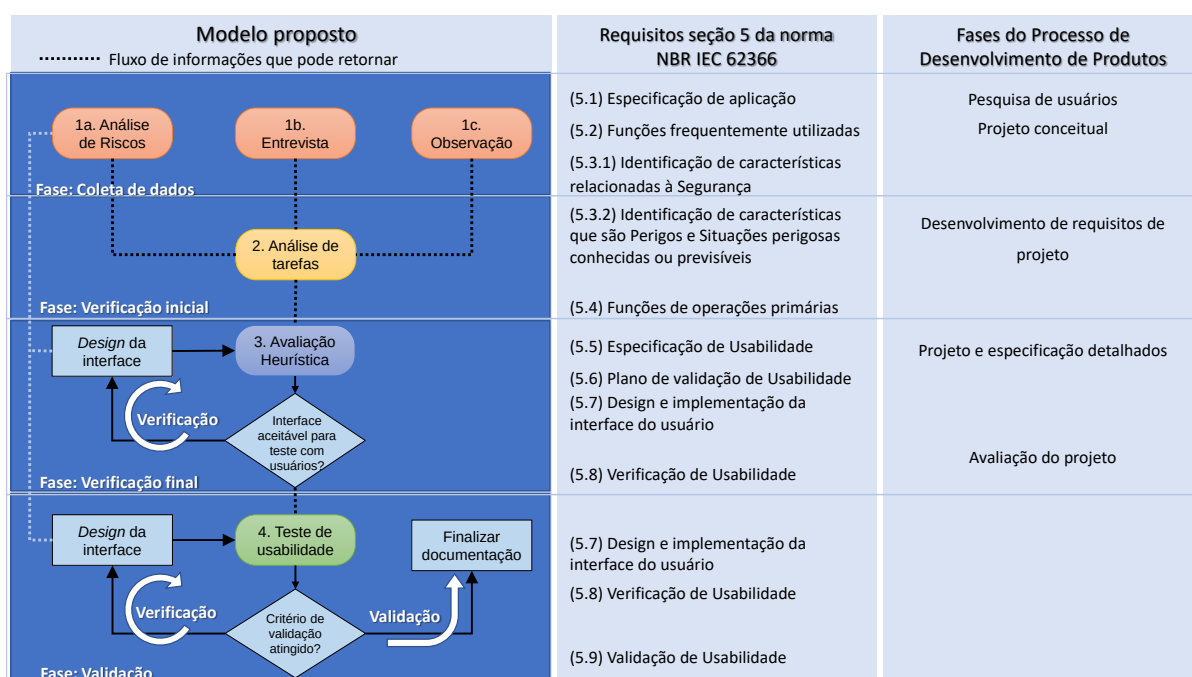 Modelo proposto
Fluxo de informações que pode retornar
Requisitos seção 5 da norma
NBR IEC 62366
Fases do Processo de
Desenvolvimento de Produtos
1a. Análise
de Riscos
1b.
Entrevista
1c.
Observação
Fase: Coleta de dados
(5.1) Especificação de aplicação
(5.2) Funções frequentemente utilizadas
(5.3.1) Identificação de características
relacionadas à Segurança
Pesquisa de usuários
Projeto conceitual
2. Análise de
tarefas
Fase: Verificação inicial
(5.3.2) Identificação de características
que são Perigos e Situações perigosas
conhecidas ou previsíveis
(5.4) Funções de operações primárias
Desenvolvimento de requisitos de
projeto
Design da
interface
3. Avaliação
Heurística
Verificação
Interface
aceitável para
teste com
usuários?
Fase: Verificação final
(5.5) Especificação de Usabilidade
(5.6) Plano de validação de Usabilidade
(5.7) Design e implementação da
interface do usuário
(5.8) Verificação de Usabilidade
Projeto e especificação detalhados
Avaliação do projeto
Design da
interface
4. Teste de
usabilidade
Finalizar
documentação
Verificação
Critério de
validação
atingido?
Validação
Fase: Validação
(5.7) Design e implementação da
interface do usuário
(5.8) Verificação de Usabilidade
(5.9) Validação de Usabilidade